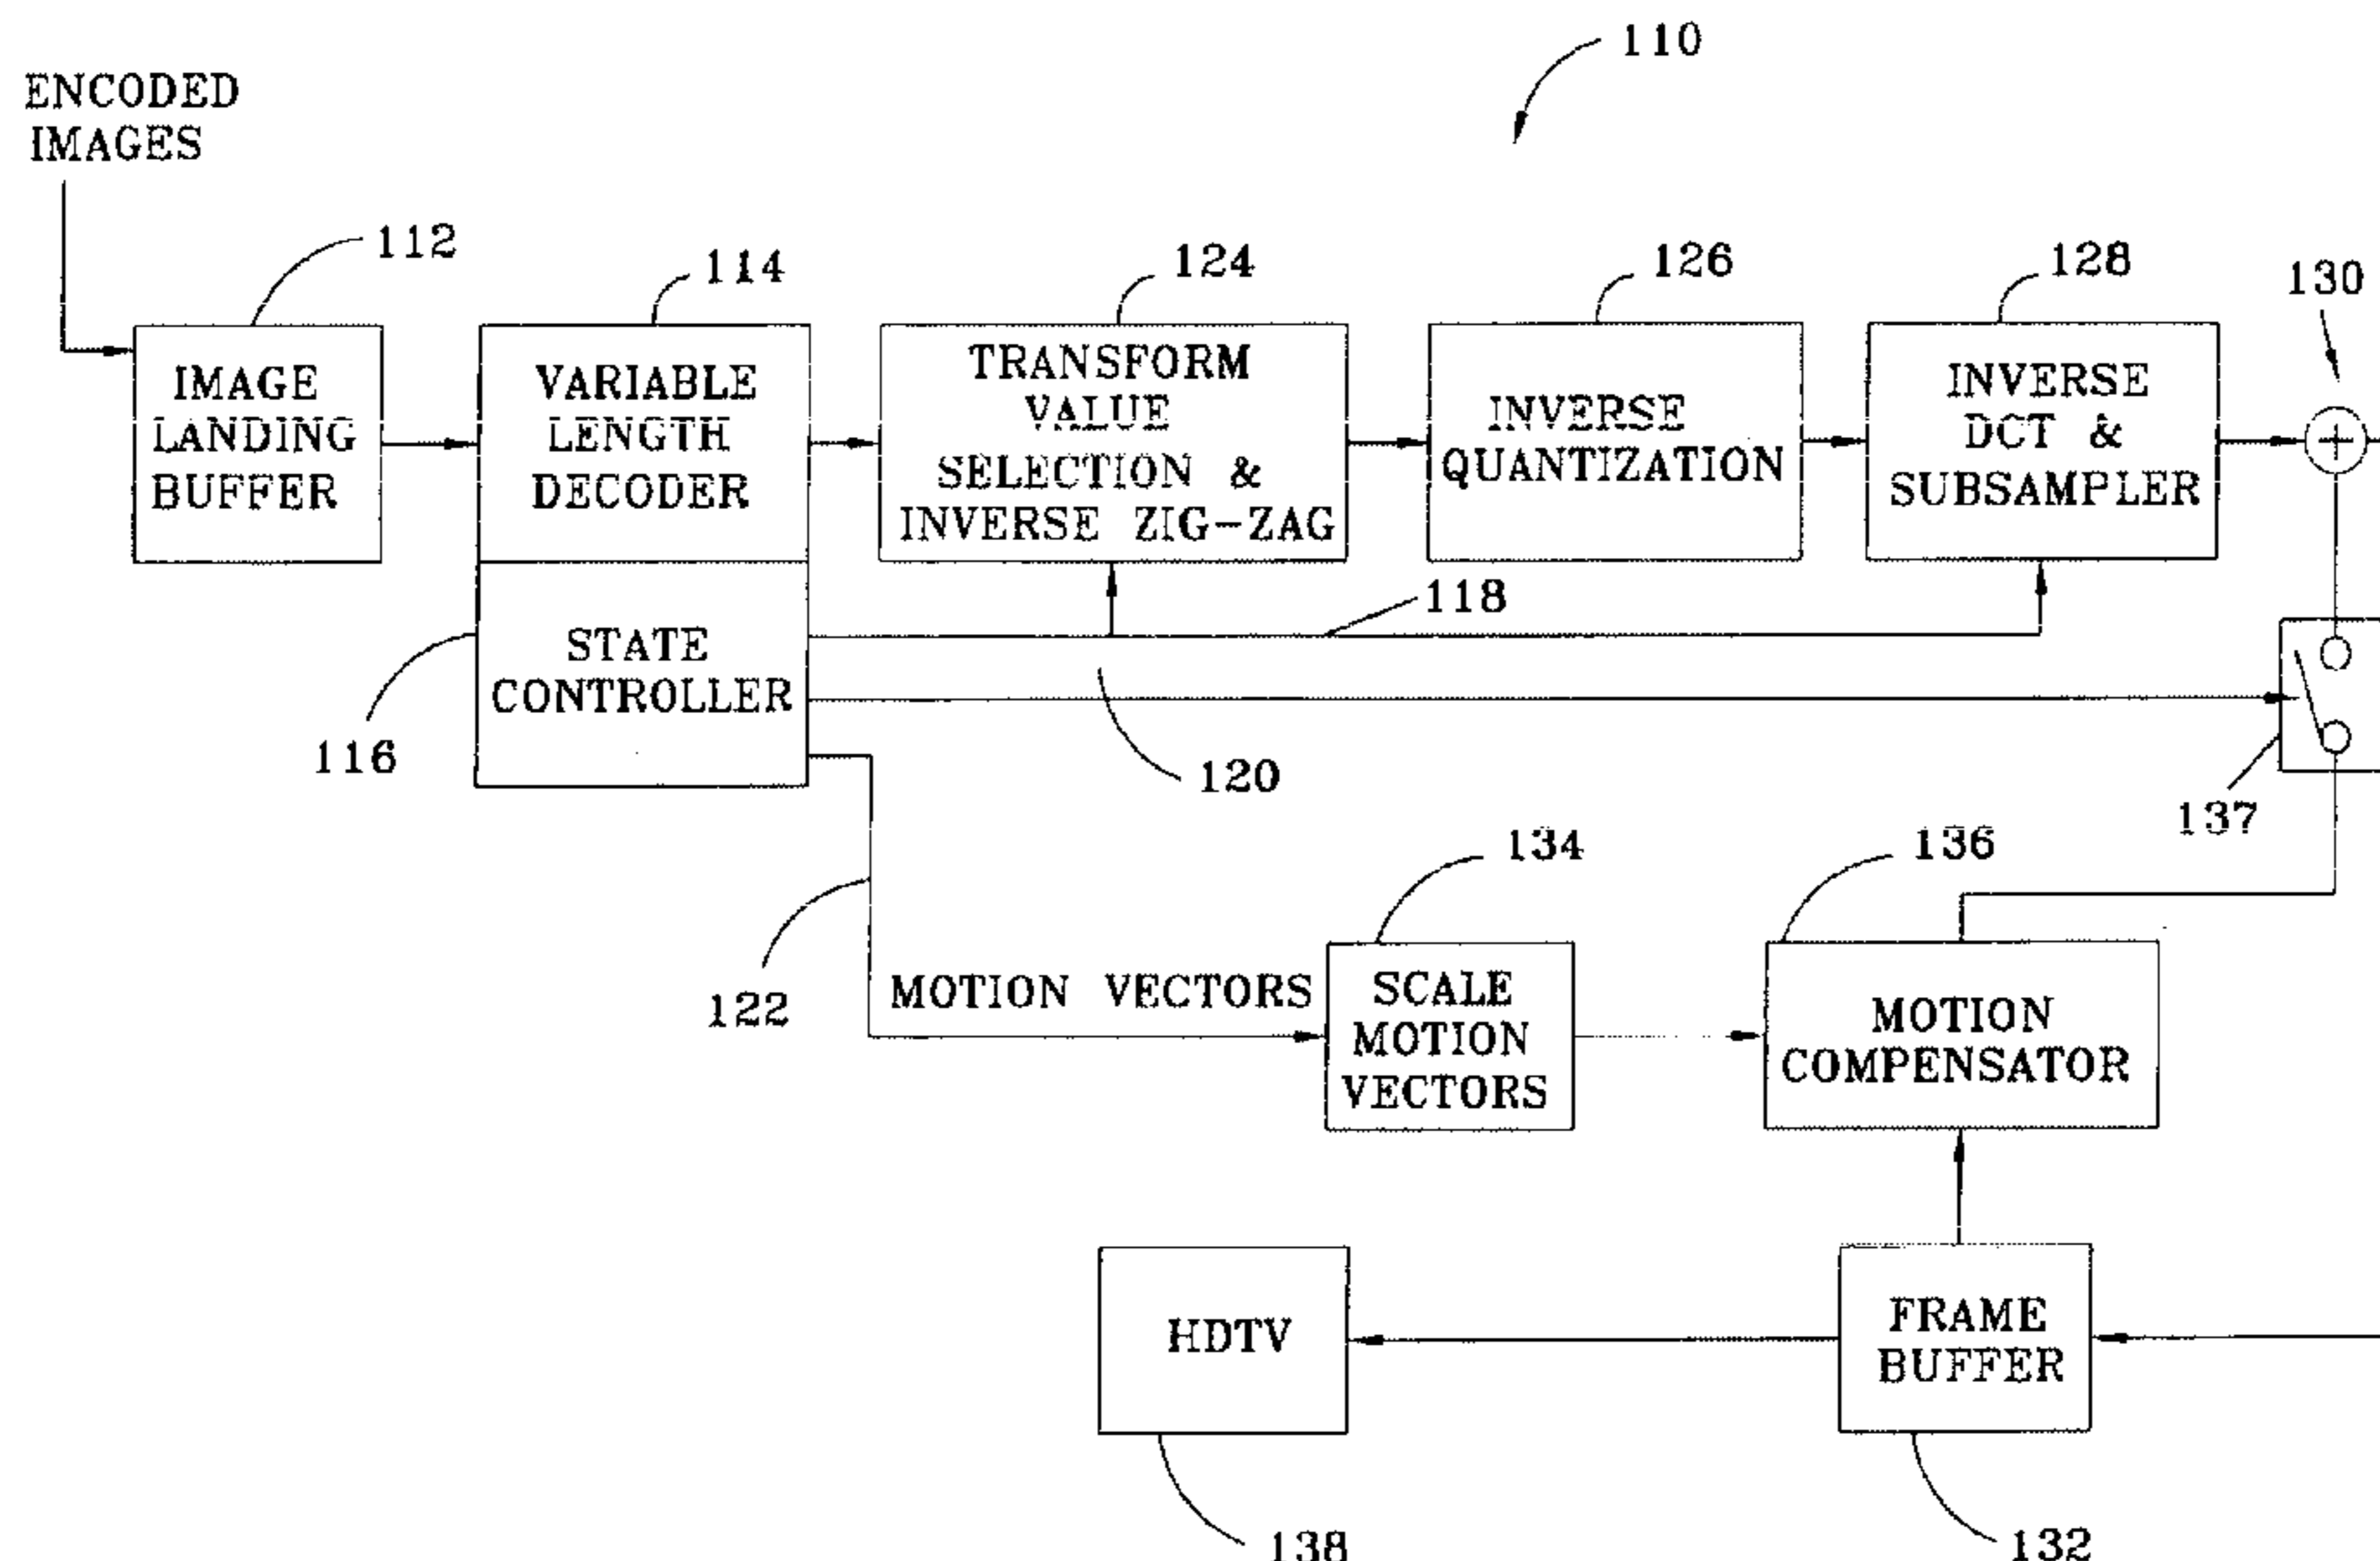 110
ENCODED
IMAGES
112
114
124
126
128
130
IMAGE
LANDING
BUFFER
VARIABLE
LENGTH
DECODER
TRANSFORM
VALUE
SELECTION &
INVERSE ZIG-ZAG
INVERSE
QUANTIZATION
INVERSE
DCT &
SUBSAMPLER
118
STATE
CONTROLLER
116
120
137
134
136
122
MOTION VECTORS
SCALE
MOTION
VECTORS
MOTION
COMPENSATOR
HDTV
FRAME
BUFFER
138
132